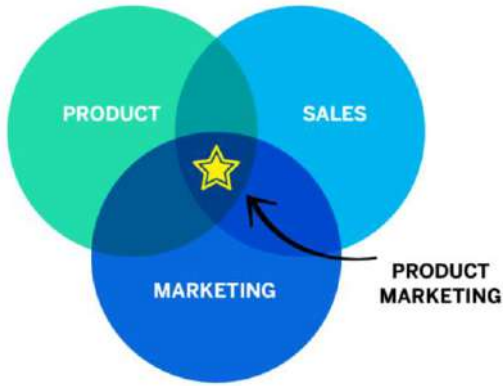 PRODUCT
SALES
MARKETING
PRODUCT
MARKETING